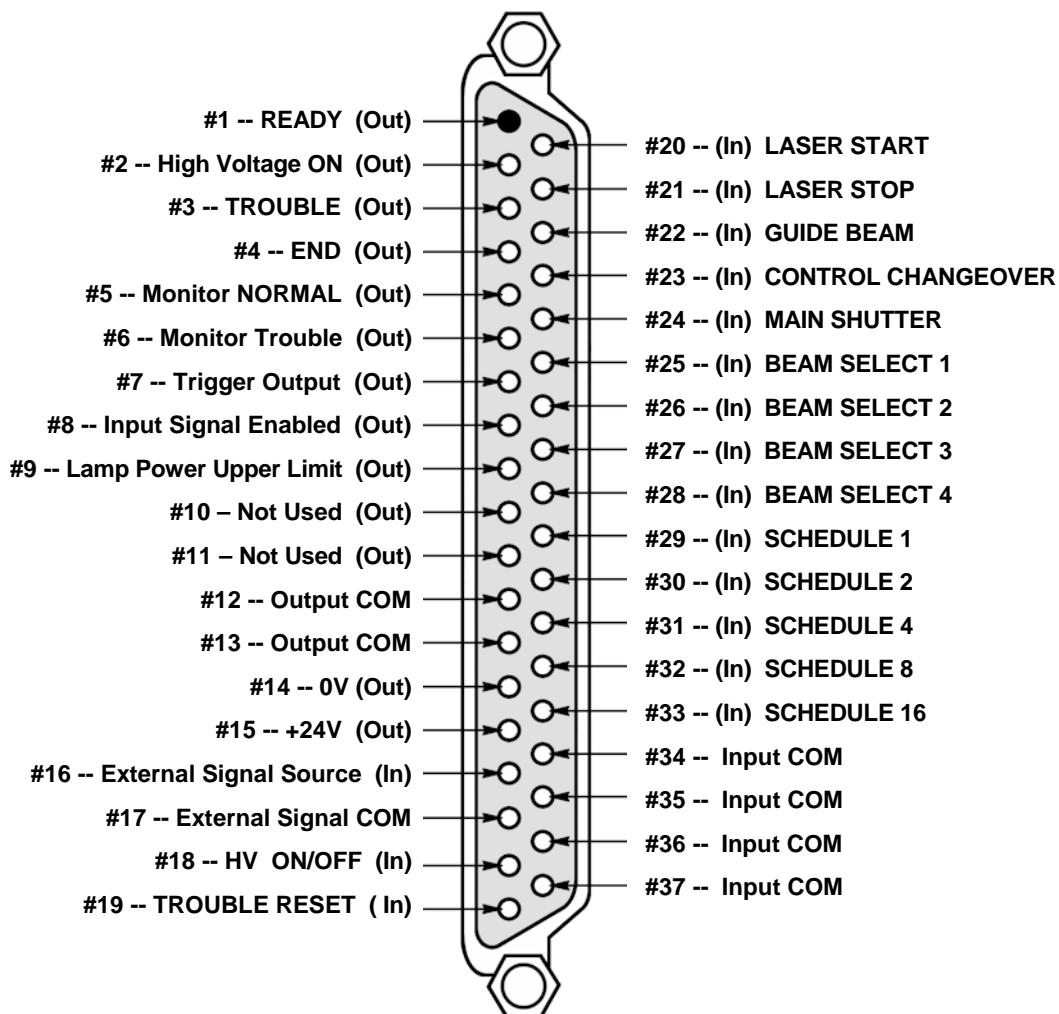 #1 -- READY (Out)
#2 -- High Voltage ON (Out)
#3 -- TROUBLE (Out)
#4 -- END (Out)
#5 -- Monitor NORMAL (Out)
#6 -- Monitor Trouble (Out)
#7 -- Trigger Output (Out)
#8 -- Input Signal Enabled (Out)
#9 -- Lamp Power Upper Limit (Out)
#10 – Not Used (Out)
#11 – Not Used (Out)
#12 -- Output COM
#13 -- Output COM
#14 -- 0V (Out)
#15 -- +24V (Out)
#16 -- External Signal Source (In)
#17 -- External Signal COM
#18 -- HV ON/OFF (In)
#19 -- TROUBLE RESET ( In)
#20 -- (In) LASER START
#21 -- (In) LASER STOP
#22 -- (In) GUIDE BEAM
#23 -- (In) CONTROL CHANGEOVER
#24 -- (In) MAIN SHUTTER
#25 -- (In) BEAM SELECT 1
#26 -- (In) BEAM SELECT 2
#27 -- (In) BEAM SELECT 3
#28 -- (In) BEAM SELECT 4
#29 -- (In) SCHEDULE 1
#30 -- (In) SCHEDULE 2
#31 -- (In) SCHEDULE 4
#32 -- (In) SCHEDULE 8
#33 -- (In) SCHEDULE 16
#34 -- Input COM
#35 -- Input COM
#36 -- Input COM
#37 -- Input COM